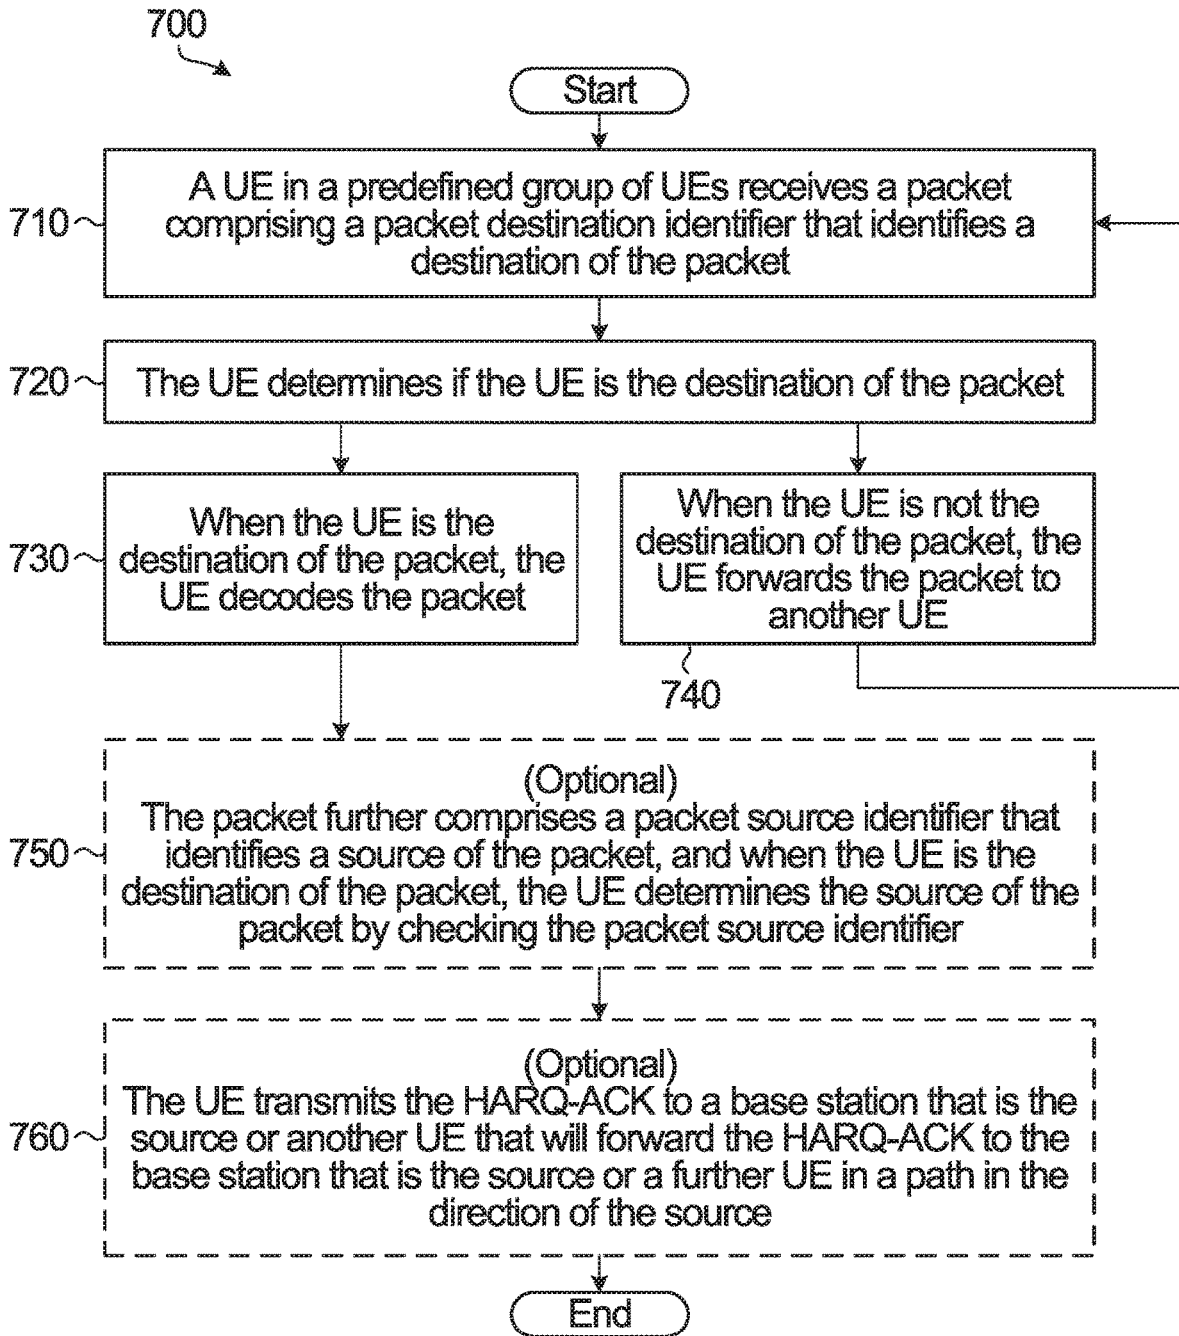 700
Start
710
A UE in a predefined group of UEs receives a packet
comprising a packet destination identifier that identifies a
destination of the packet
720
The UE determines if the UE is the destination of the packet
730
When the UE is the
destination of the packet, the
UE decodes the packet
When the UE is not the
destination of the packet, the
UE forwards the packet to
another UE
740
750
(Optional)
The packet further comprises a packet source identifier that
identifies a source of the packet, and when the UE is the
destination of the packet, the UE determines the source of the
packet by checking the packet source identifier
760
(Optional)
The UE transmits the HARQ-ACK to a base station that is the
source or another UE that will forward the HARQ-ACK to the
base station that is the source or a further UE in a path in the
direction of the source
End